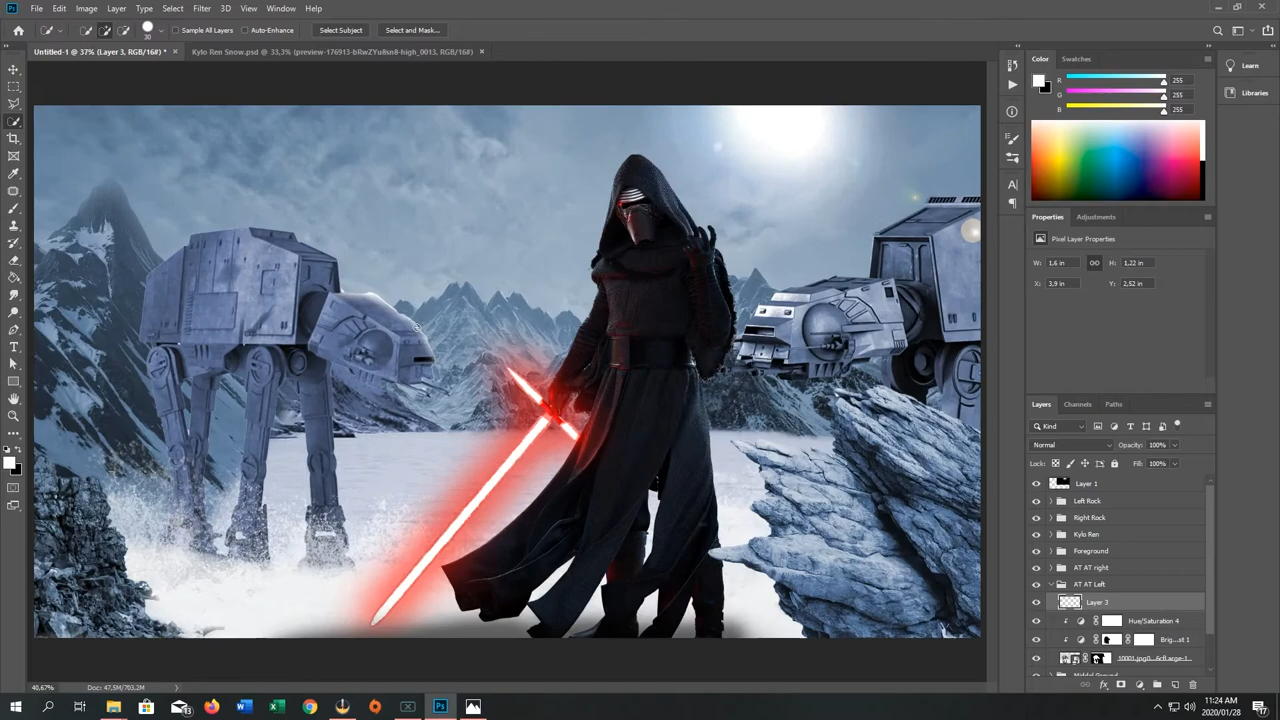 File Edit Image Layer Type Select Filter 3D View Window Help
30 Sample All Layers Auto-Enhance Select Subject Select and Mask...
Untitled-1 @ 37% (Layer 3, RGB/16#) * × Kylo Ren Snow.psd @ 33,3% (preview-176913-bRwZYu8sn8-high_0013, RGB/16#) ×
Color Swatches
R 255
G 255
B 255
Learn
Libraries
Properties Adjustments
Pixel Layer Properties
W: 1,6 in H: 1,22 in
X: 3,9 in Y: 2,52 in
Layers Channels Paths
Kind
Normal Opacity: 100%
Lock: Fill: 100%
Layer 1
Left Rock
Right Rock
Kylo Ren
Foreground
AT AT right
AT AT Left
Layer 3
Hue/Saturation 4
Brig...st 1
40,67% Doc: 47,5M/703,2M
11:24 AM
2020/01/28